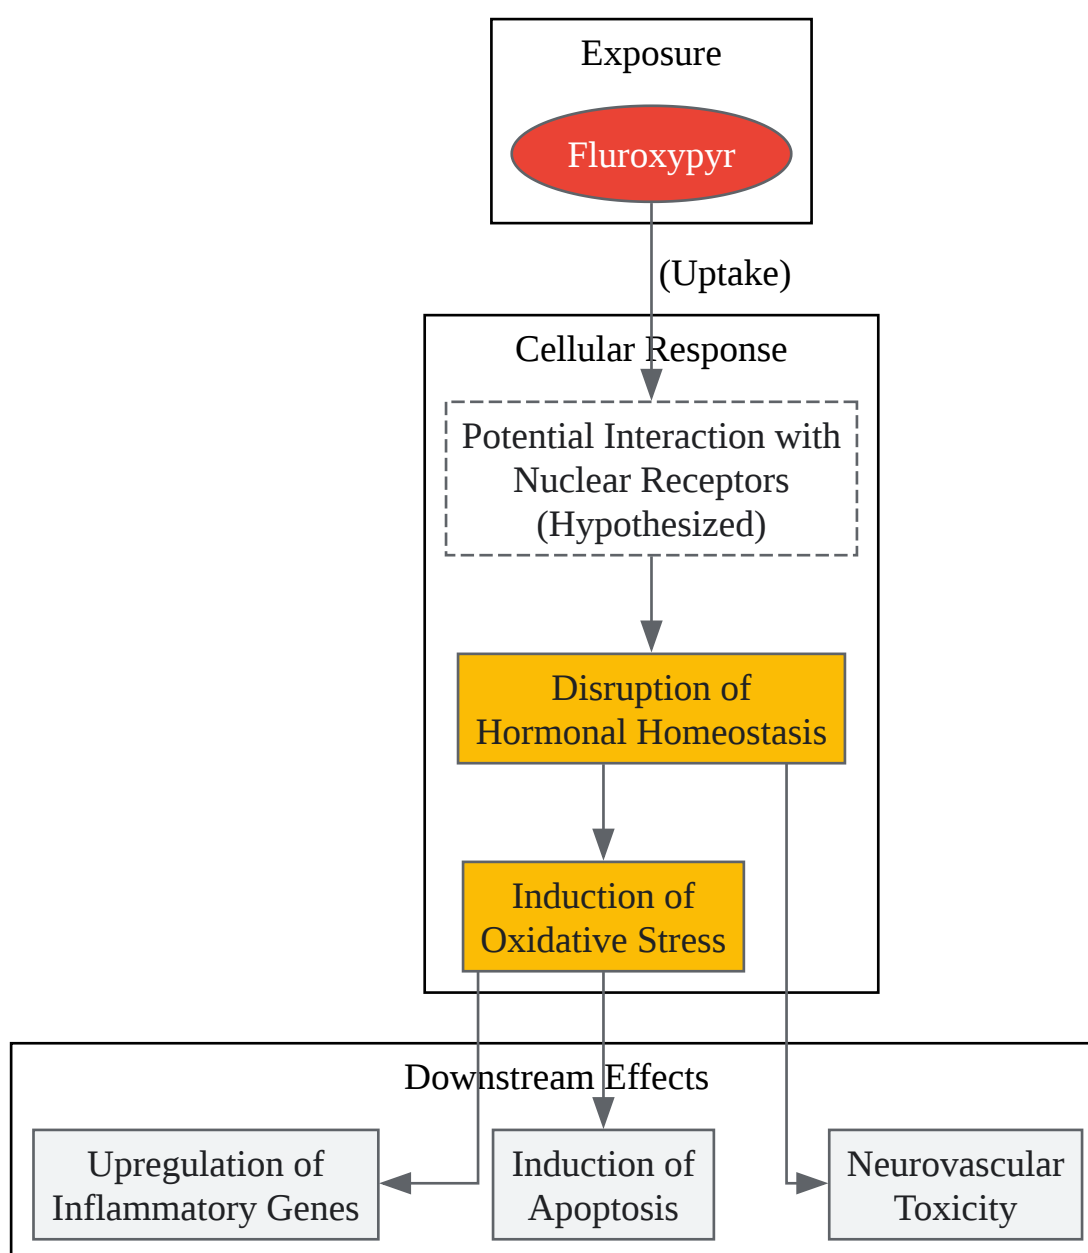 Exposure
Fluroxypyr
(Uptake)
Cellular Response
Potential Interaction with
Nuclear Receptors
(Hypothesized)
Disruption of
Hormonal Homeostasis
Induction of
Oxidative Stress
Downstream Effects
Upregulation of
Inflammatory Genes
Induction of
Apoptosis
Neurovascular
Toxicity